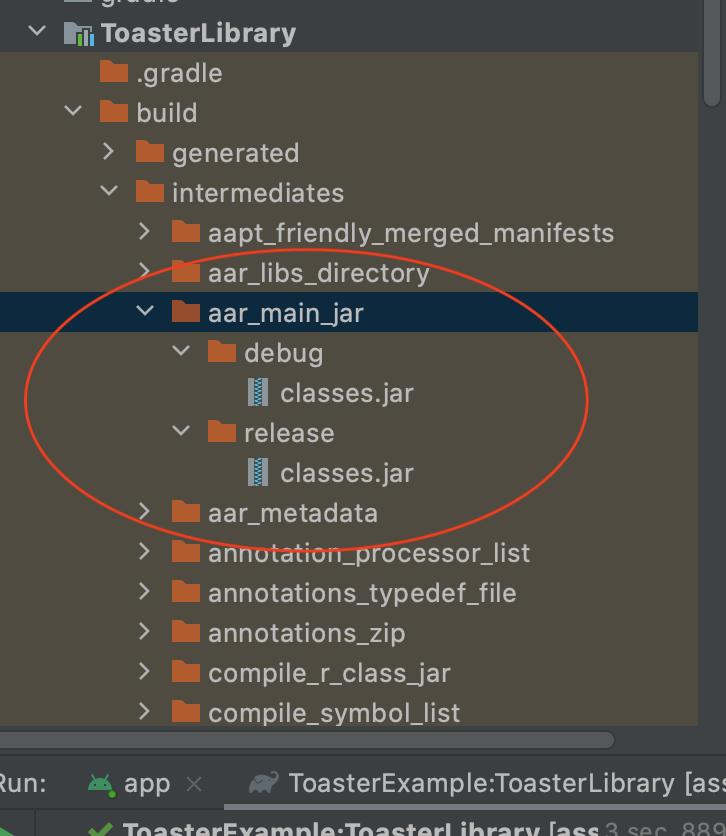 gradle
ToasterLibrary
.gradle
build
generated
intermediates
aapt_friendly_merged_manifests
aar_libs_directory
aar_main_jar
debug
classes.jar
release
classes.jar
aar_metadata
annotation_processor_list
annotations_typedef_file
annotations_zip
compile_r_class_jar
compile_symbol_list
Run: app ToasterExample:ToasterLibrary [ass
ToasterExample:ToasterLibrary [ass 3 sec, 889